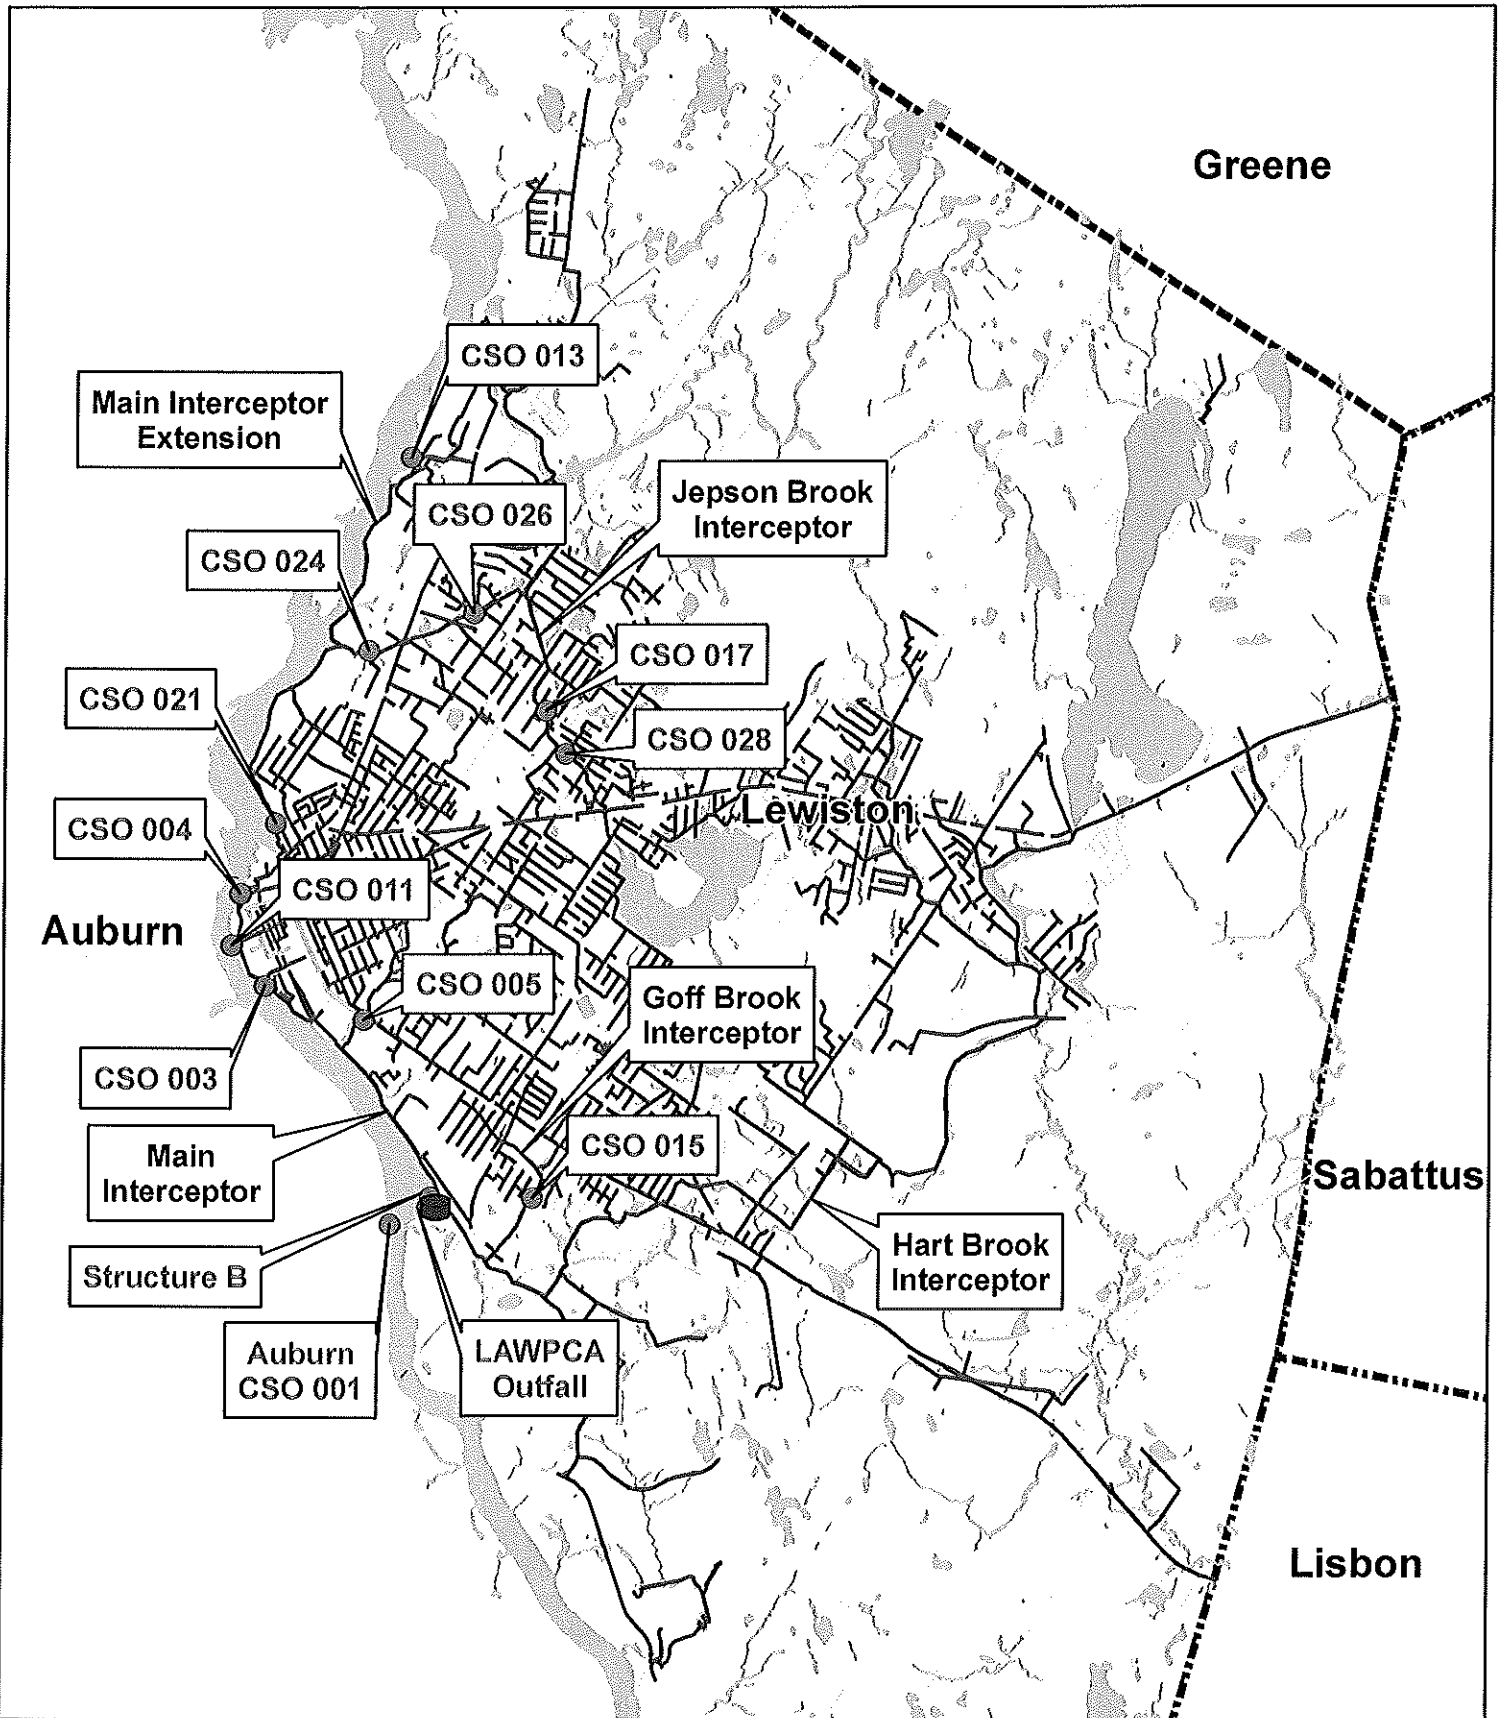 Greene
CSO 013
Main Interceptor
Extension
Jepson Brook
Interceptor
CSO 026
CSO 024
CSO 017
CSO 021
CSO 028
Lewiston
CSO 004
CSO 011
Auburn
CSO 005
Goff Brook
Interceptor
CSO 003
CSO 015
Main
Interceptor
Sabattus
Hart Brook
Interceptor
Structure B
Auburn
CSO 001
LAWPCA
Outfall
Lisbon